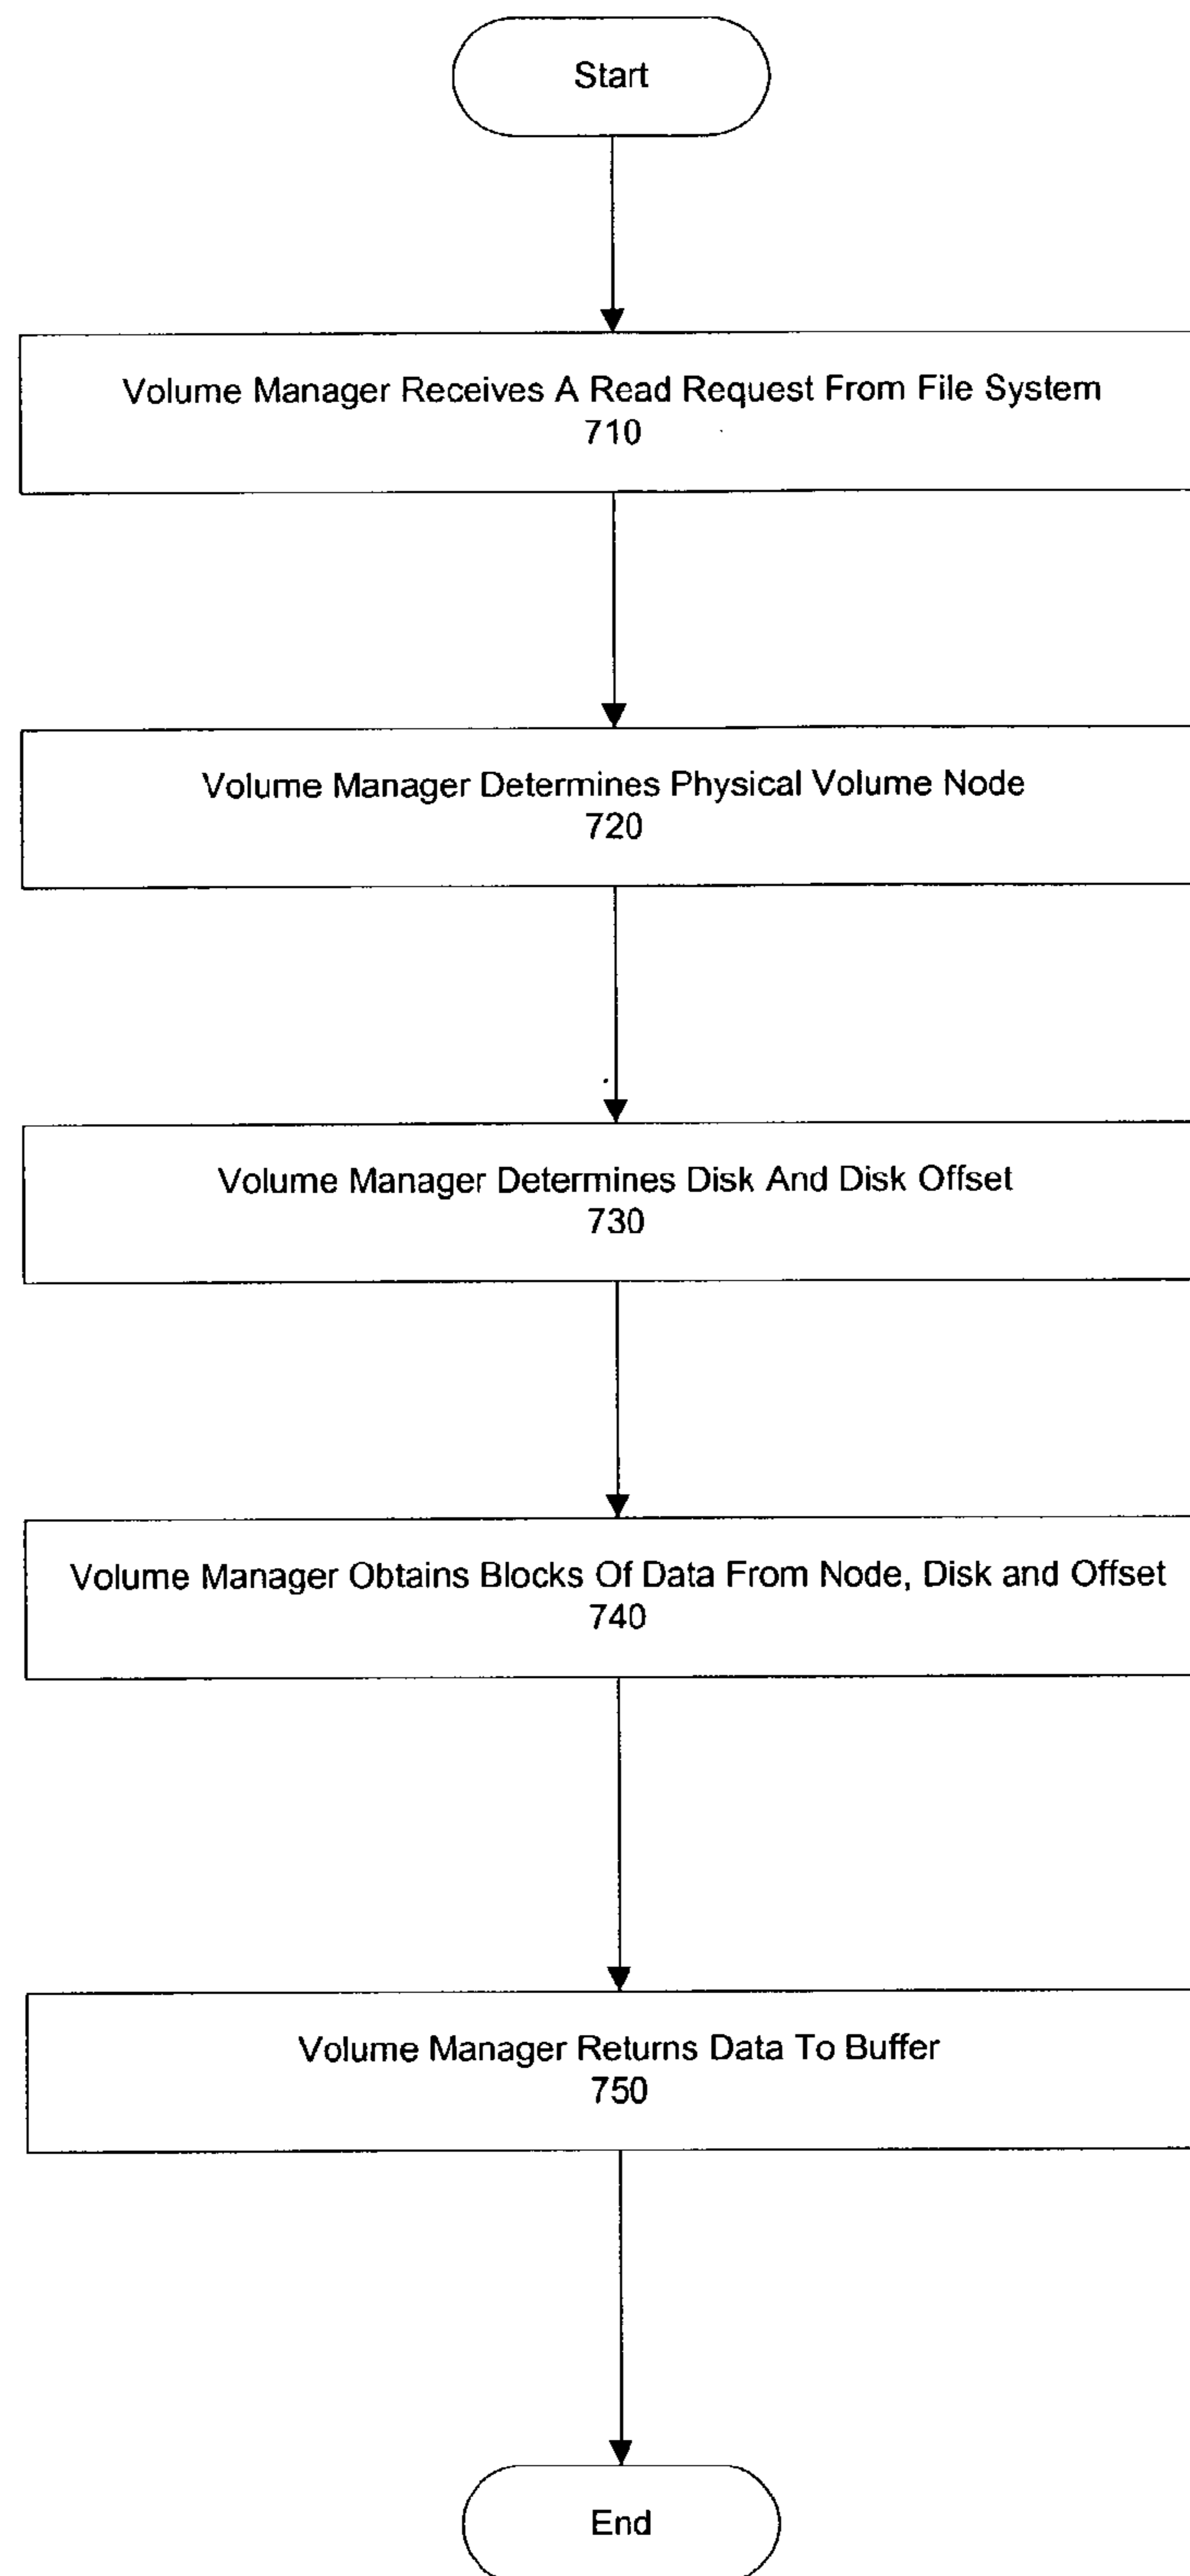 Start
Volume Manager Receives A Read Request From File System
710
Volume Manager Determines Physical Volume Node
720
Volume Manager Determines Disk And Disk Offset
730
Volume Manager Obtains Blocks Of Data From Node, Disk and Offset
740
Volume Manager Returns Data To Buffer
750
End